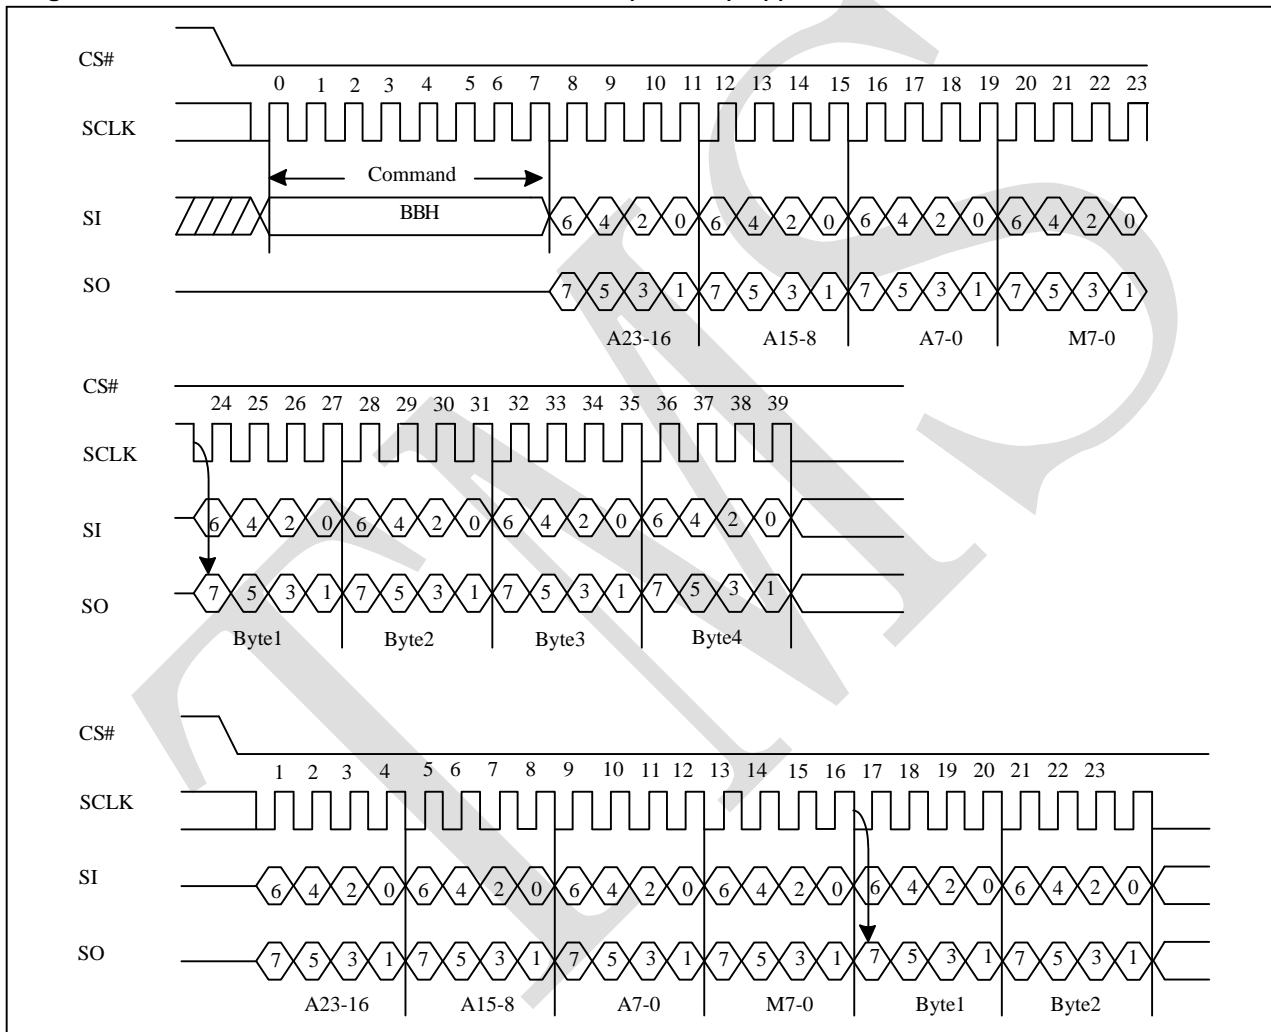 CS#
0 1 2 3 4 5 6 7 8 9 10 11 12 13 14 15 16 17 18 19 20 21 22 23
SCLK
Command
SI BBH 6 4 2 0 6 4 2 0 6 4 2 0 6 4 2 0
SO 7 5 3 1 7 5 3 1 7 5 3 1 7 5 3 1
A23-16 A15-8 A7-0 M7-0
CS#
24 25 26 27 28 29 30 31 32 33 34 35 36 37 38 39
SCLK
SI 6 4 2 0 6 4 2 0 6 4 2 0 6 4 2 0
SO 7 5 3 1 7 5 3 1 7 5 3 1 7 5 3 1
Byte1 Byte2 Byte3 Byte4
CS#
1 2 3 4 5 6 7 8 9 10 11 12 13 14 15 16 17 18 19 20 21 22 23
SCLK
SI 6 4 2 0 6 4 2 0 6 4 2 0 6 4 2 0 6 4 2 0 6 4 2 0
SO 7 5 3 1 7 5 3 1 7 5 3 1 7 5 3 1 7 5 3 1 7 5 3 1
A23-16 A15-8 A7-0 M7-0 Byte1 Byte2
TMS